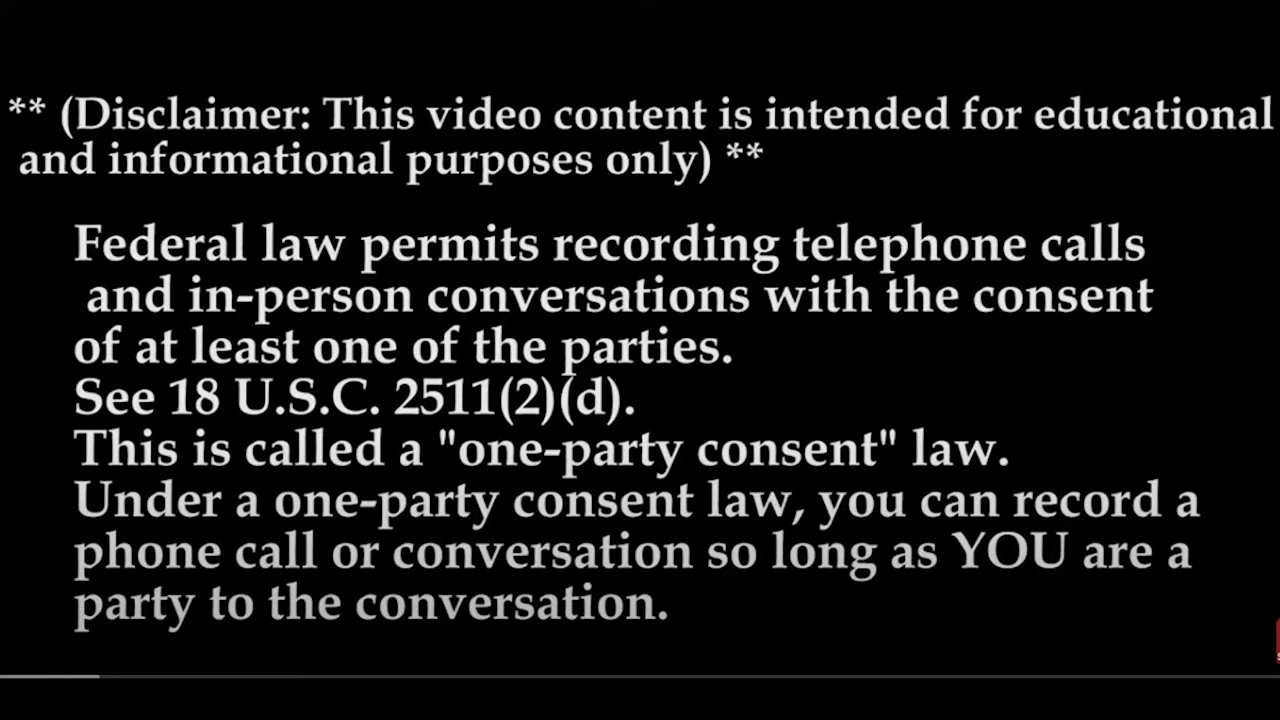 ** (Disclaimer: This video content is intended for educational
and informational purposes only) **
Federal law permits recording telephone calls
and in-person conversations with the consent
of at least one of the parties.
See 18 U.S.C. 2511(2)(d).
This is called a "one-party consent" law.
Under a one-party consent law, you can record a
phone call or conversation so long as YOU are a
party to the conversation.